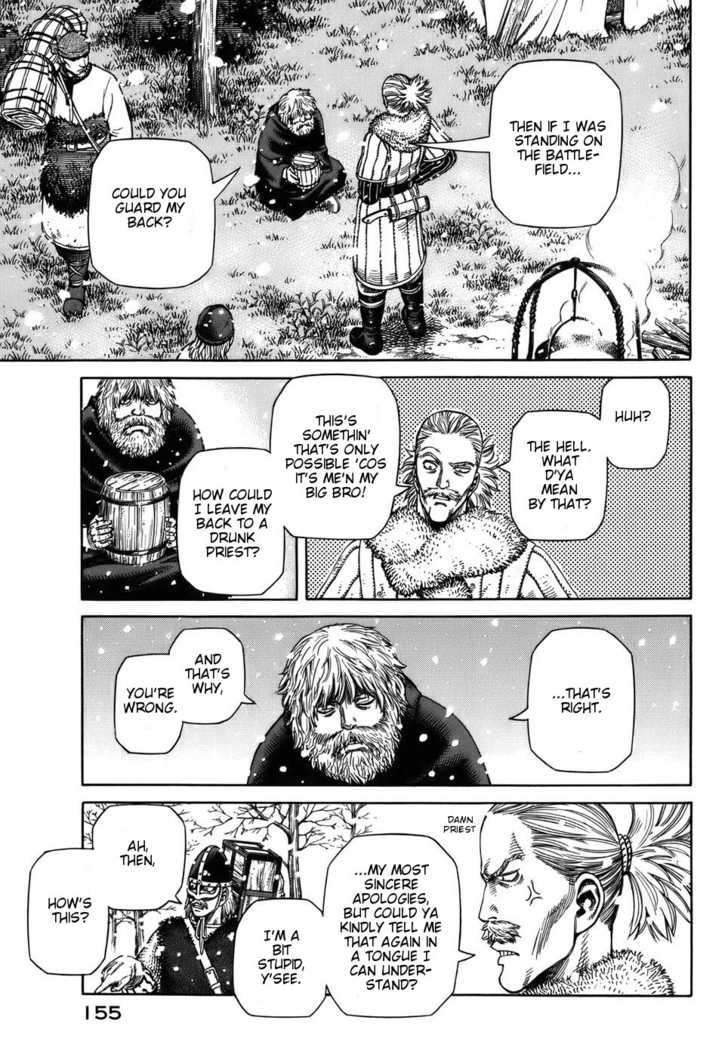 THEN IF I WAS
STANDING ON
THE BATTLE-
FIELD...
COULD YOU
GUARD MY
BACK?
HUH?
THE HELL.
WHAT
D'YA
MEAN
BY THAT?
THIS'S
SOMETHIN'
THAT'S ONLY
POSSIBLE 'COS
IT'S ME'N MY
BIG BRO!
HOW COULD
I LEAVE MY
BACK TO A
DRUNK
PRIEST?
...THAT'S
RIGHT.
AND
THAT'S
WHY,
YOU'RE
WRONG.
DAMN
PRIEST
...MY MOST
SINCERE
APOLOGIES,
BUT COULD YA
KINDLY TELL ME
THAT AGAIN IN
A TONGUE I
CAN UNDER-
STAND?
I'M A
BIT
STUPID,
Y'SEE.
AH,
THEN,
HOW'S
THIS?
155